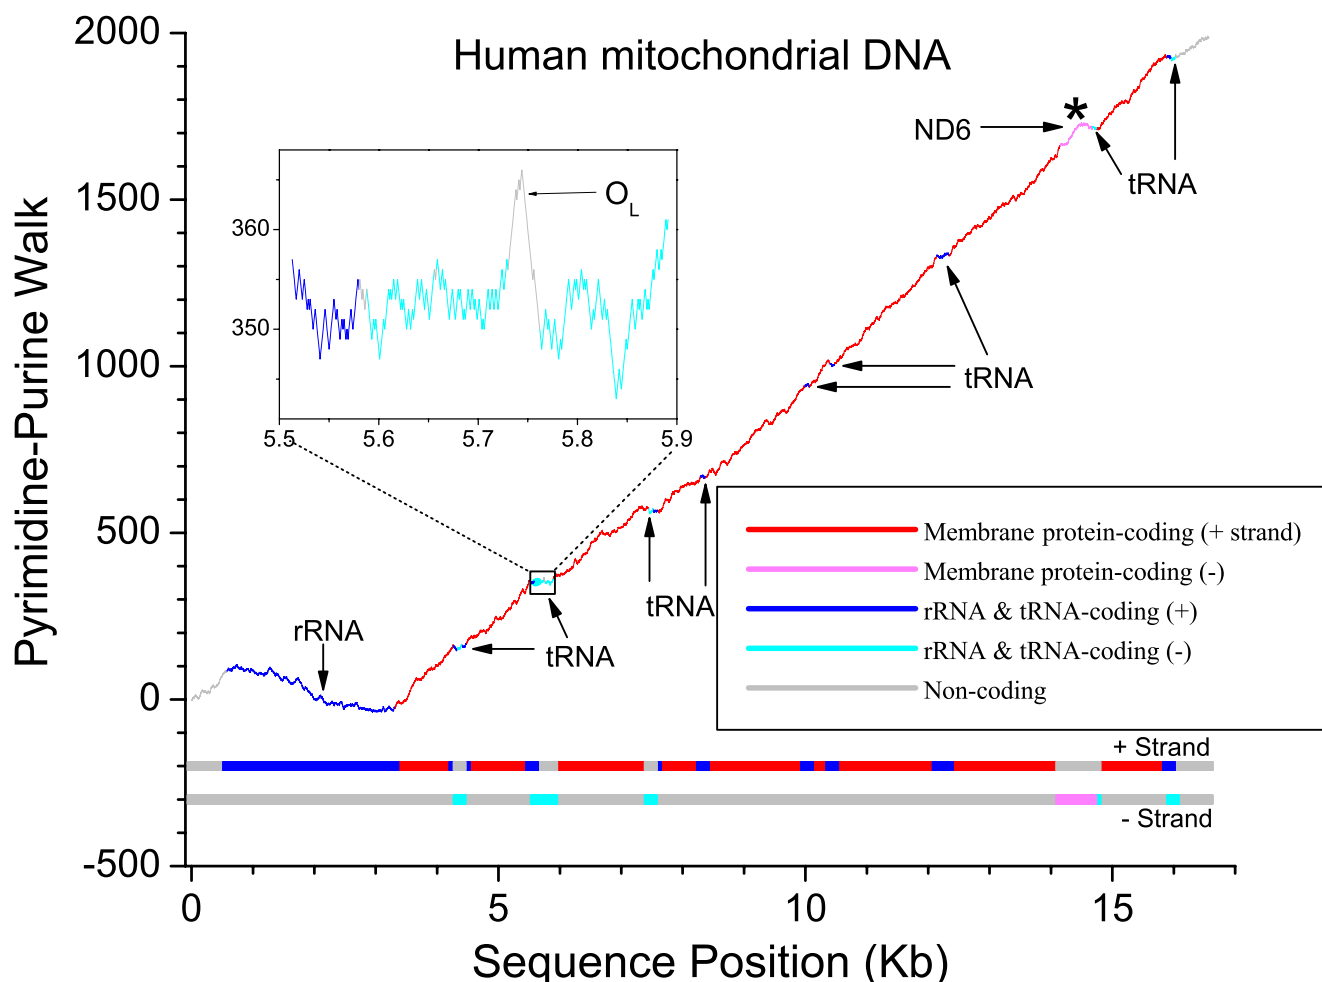 Human mitochondrial DNA
2000
1500
1000
500
0
-500
Pyrimidine-Purine Walk
360
350
5.5 5.6 5.7 5.8 5.9
OL
ND6
*
tRNA
tRNA
tRNA
tRNA
rRNA
Membrane protein-coding (+ strand)
Membrane protein-coding (-)
rRNA & tRNA-coding (+)
rRNA & tRNA-coding (-)
Non-coding
+ Strand
- Strand
0 5 10 15
Sequence Position (Kb)